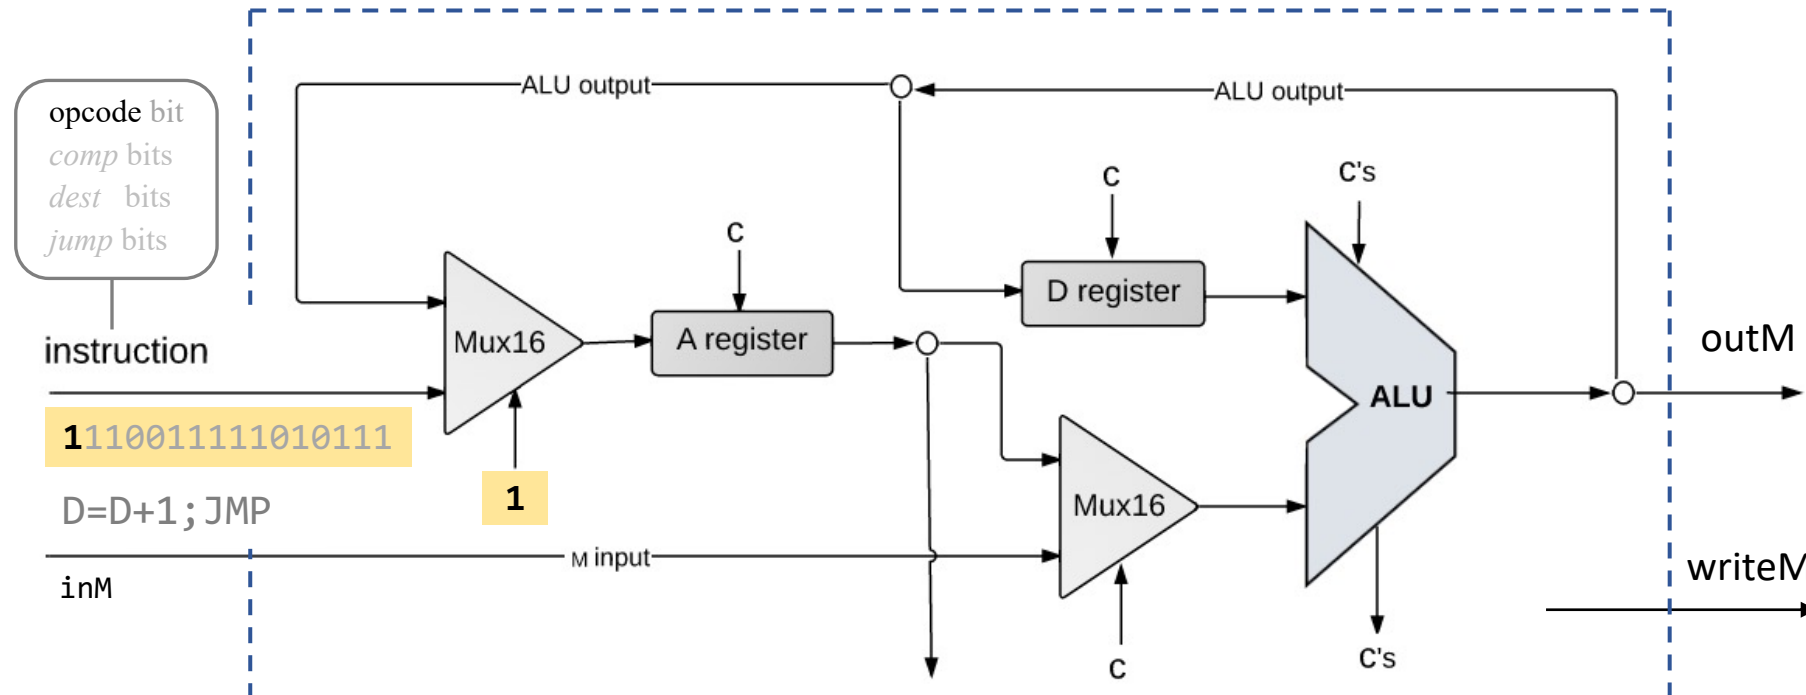 ALU output
ALU output
opcode bit
comp bits
dest bits
jump bits
c
c's
c
D register
instruction
Mux16
A register
outM
ALU
1110011111010111
1
D=D+1;JMP
Mux16
M input
inM
writeM
c
c's